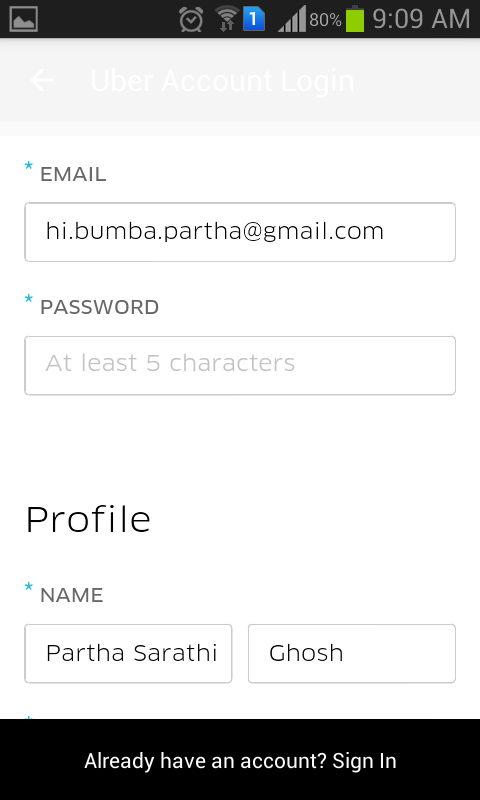 1 80% 9:09 AM
Uber Account Login
* EMAIL
hi.bumba.partha@gmail.com
* PASSWORD
At least 5 characters
Profile
* NAME
Partha Sarathi Ghosh
Already have an account? Sign In